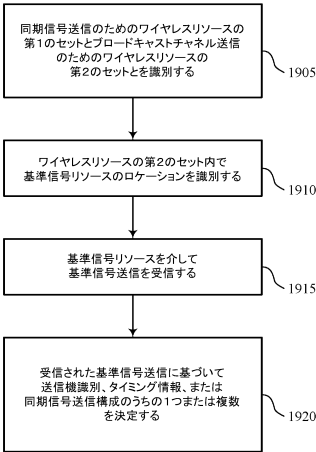 同期信号送信のためのワイヤレスリソースの
第1のセットとブロードキャストチャネル送信
のためのワイヤレスリソースの
第2のセットとを識別する
1905
ワイヤレスリソースの第2のセット内で
基準信号リソースのロケーションを識別する
1910
基準信号リソースを介して
基準信号送信を受信する
1915
受信された基準信号送信に基づいて
送信機識別、タイミング情報、または
同期信号送信構成のうちの1つまたは複数
を決定する
1920